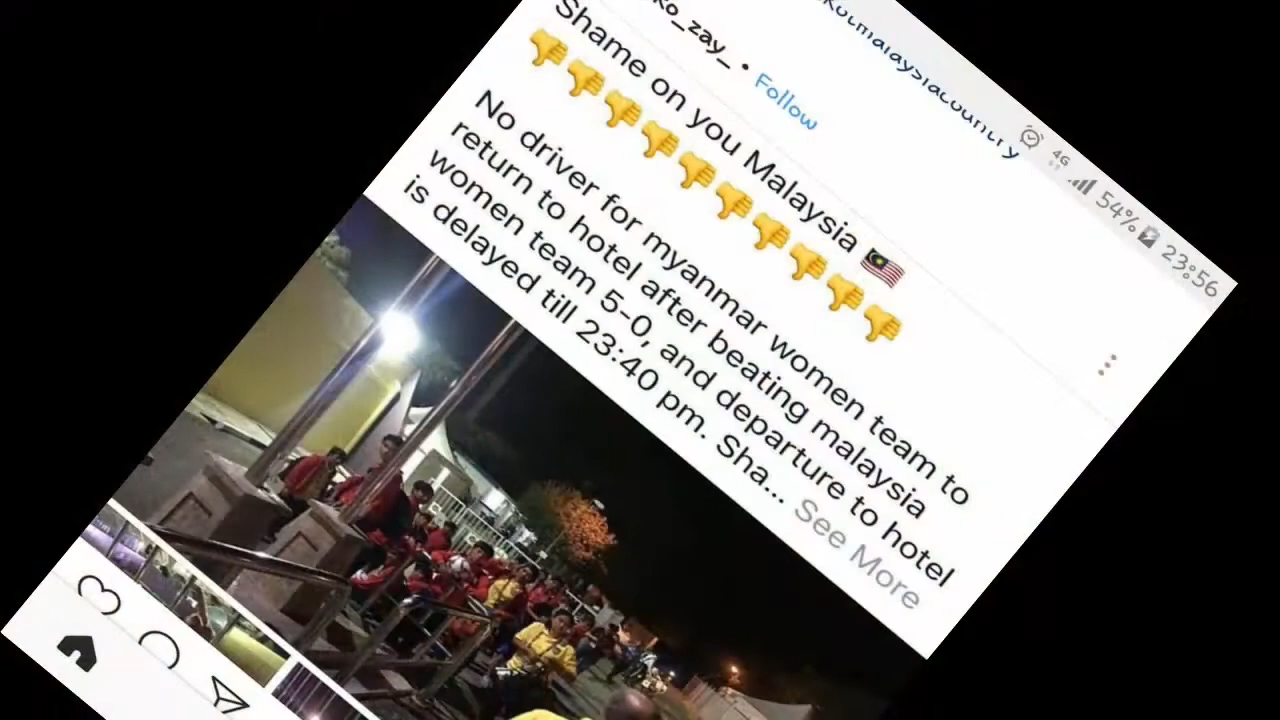 4G 54% 23:56
_zay_ • Follow
Shame on you Malaysia 🇲🇾
👎👎👎👎👎👎👎👎👎👎
No driver for myanmar women team to
return to hotel after beating malaysia
women team 5-0, and departure to hotel
is delayed till 23:40 pm. Sha... See More